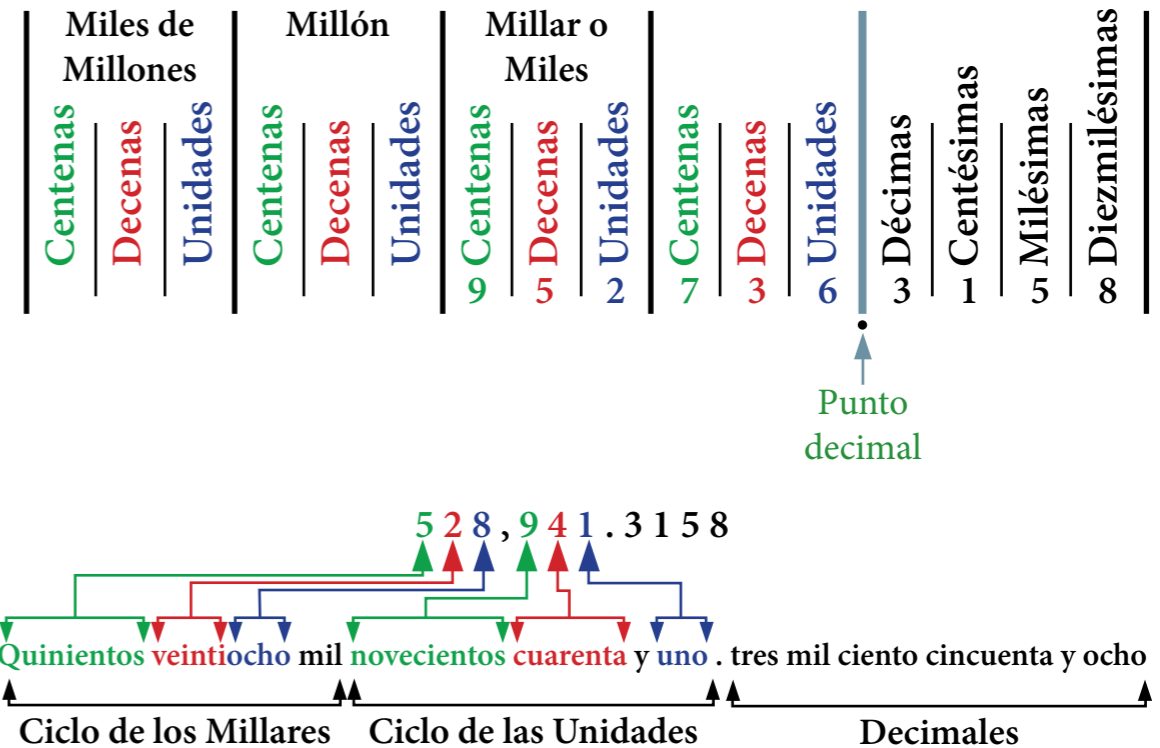 Miles de
Millones
Millón
Millar o
Miles
Centenas
Decenas
Unidades
Centenas
Decenas
Unidades
Centenas
Decenas
Unidades
Centenas
Decenas
Unidades
Décimas
Centésimas
Milésimas
Diezmilésimas
9 5 2 7 3 6 3 1 5 8
.
Punto
decimal
5 2 8 , 9 4 1 . 3 1 5 8
Quinientos veintiocho mil novecientos cuarenta y uno . tres mil ciento cincuenta y ocho
Ciclo de los Millares Ciclo de las Unidades Decimales